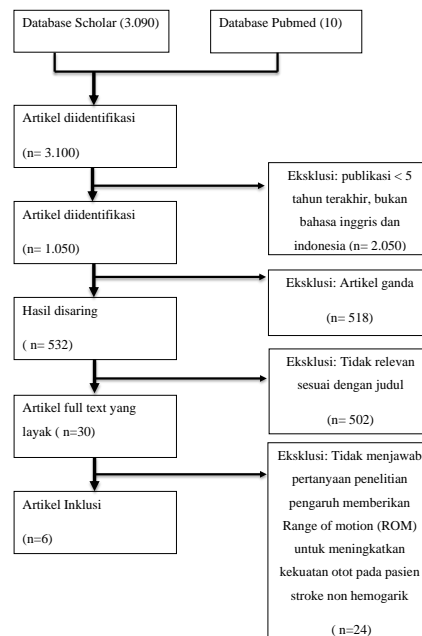 Database Scholar (3.090)
Database Pubmed (10)
Artikel diidentifikasi
(n= 3.100)
Eksklusi: publikasi < 5
tahun terakhir, bukan
bahasa inggris dan
indonesia (n= 2.050)
Artikel diidentifikasi
(n= 1.050)
Eksklusi: Artikel ganda
(n= 518)
Hasil disaring
( n= 532)
Eksklusi: Tidak relevan
sesuai dengan judul
(n= 502)
Artikel full text yang
layak ( n=30)
Eksklusi: Tidak menjawab
pertanyaan penelitian
pengaruh memberikan
Range of motion (ROM)
untuk meningkatkan
kekuatan otot pada pasien
stroke non hemogarik
( n=24)
Artikel Inklusi
(n=6)